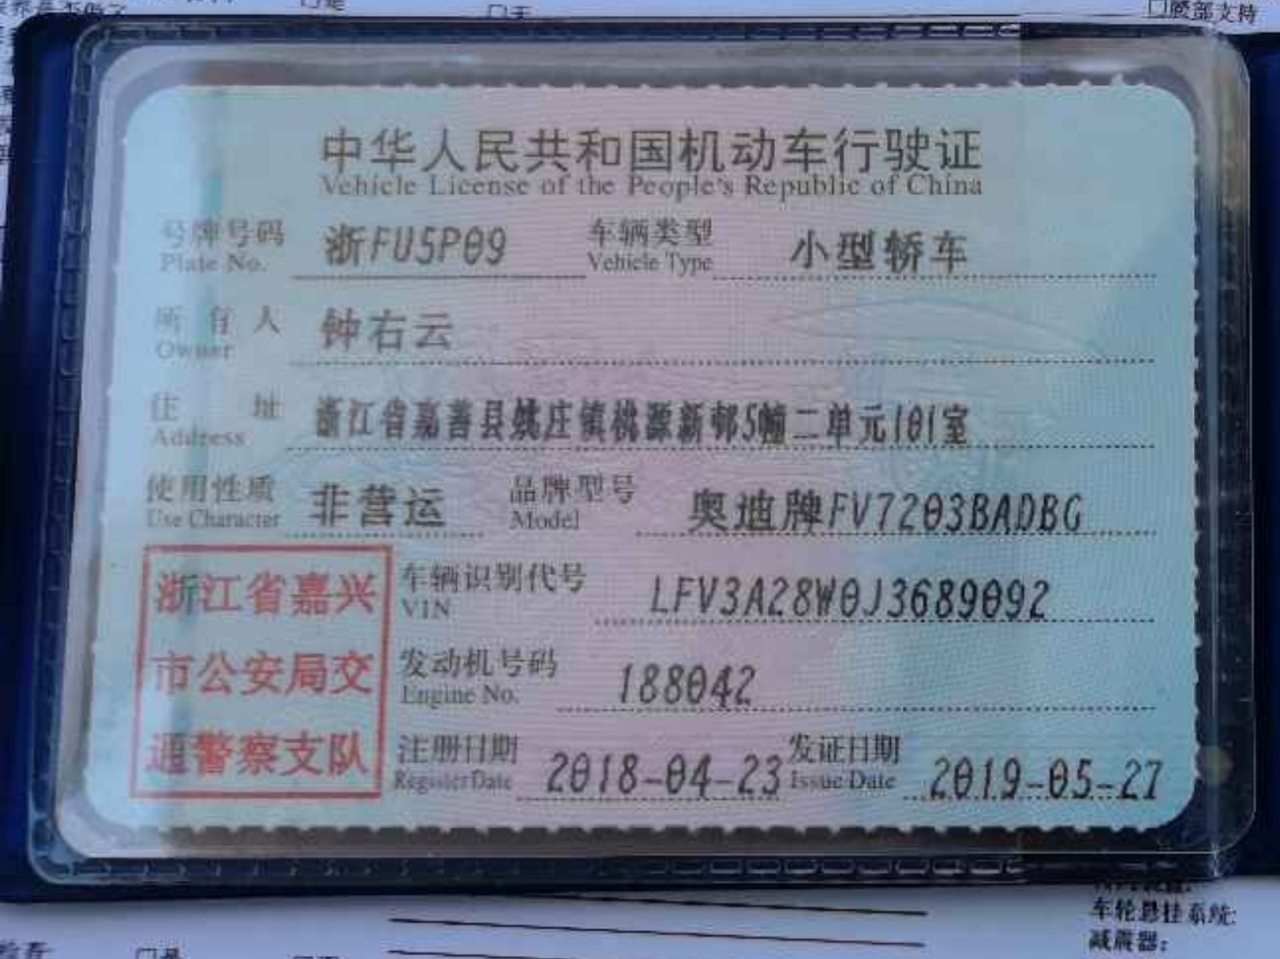 □是
□无
□腰部支持
中华人民共和国机动车行驶证
Vehicle License of the People's Republic of China
号牌号码 浙FU5P09 车辆类型 小型轿车
Plate No. Vehicle Type
所有人 钟右云
Owner
住址 浙江省嘉善县姚庄镇桃源新邨5幢二单元101室
Address
使用性质 非营运 品牌型号 奥迪牌FV7203BADBG
Use Character Model
浙江省嘉兴
市公安局交
通警察支队
车辆识别代号 LFV3A28W0J3689092
VIN
发动机号码 188042
Engine No.
注册日期 2018-04-23 发证日期 2019-05-27
Register Date Issue Date
车轮悬挂系统:
减震器:
□是